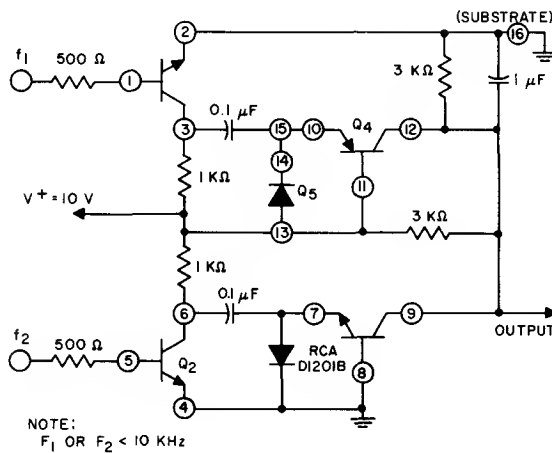 (SUBSTRATE)
2
16
f1
500 Ω
1
3 KΩ
1 μF
0.1 μF
Q4
3
15
10
12
14
1 KΩ
Q5
11
V+ = 10 V
13
3 KΩ
1 KΩ
0.1 μF
6
7
9
OUTPUT
f2
500 Ω
5
Q2
RCA
D1201B
8
4
NOTE:
F1 OR F2 < 10 KHz